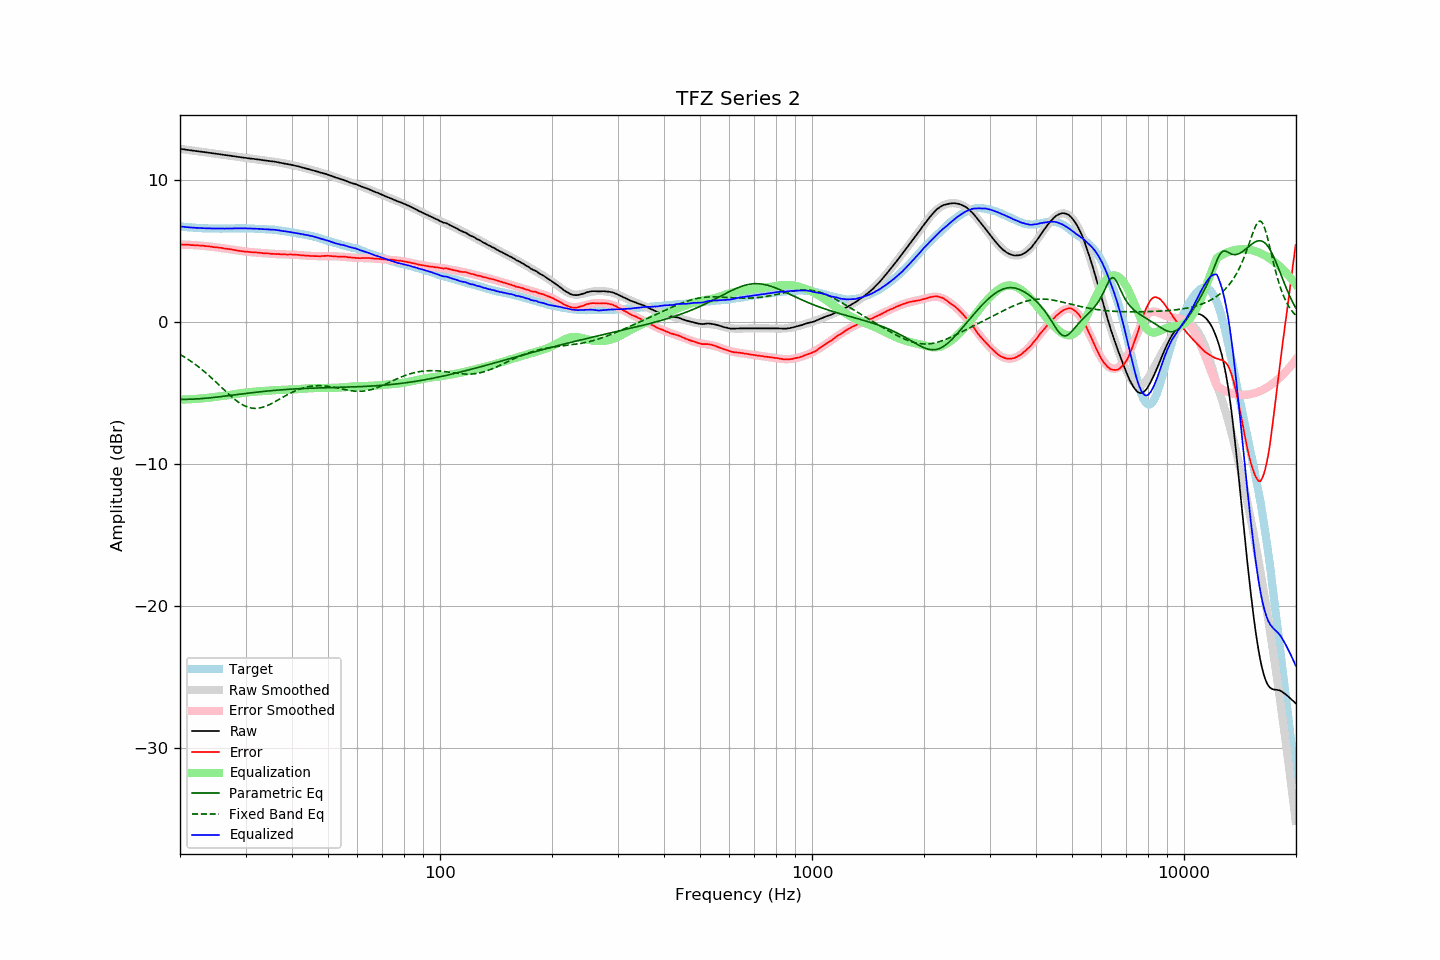 TFZ Series 2
10
0
−10
−20
−30
Amplitude (dBr)
Target
Raw Smoothed
Error Smoothed
Raw
Error
Equalization
Parametric Eq
Fixed Band Eq
Equalized
100
1000
10000
Frequency (Hz)